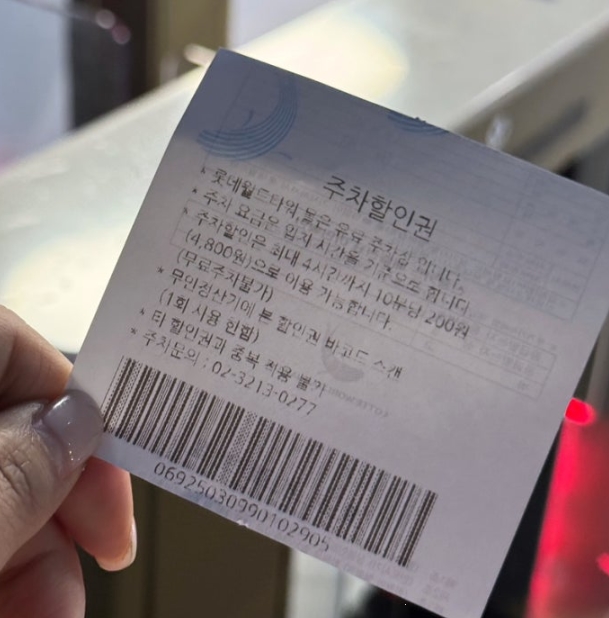 주차할인권
* 롯데월드타워,몰은 유료 주차장 입니다.
* 주차 요금은 입차 시간을 기준으로 합니다
* 주차할인은 최대 4시간까지 10분당 200원
(4,800원)으로 이용 가능합니다.
(무료주차불가)
* 무인정산기에 본 할인권 바코드 스캔
(1회 사용 한함)
* 타 할인권과 중복 적용 불가
* 주차문의 : 02-3213-0277
06925030990102905